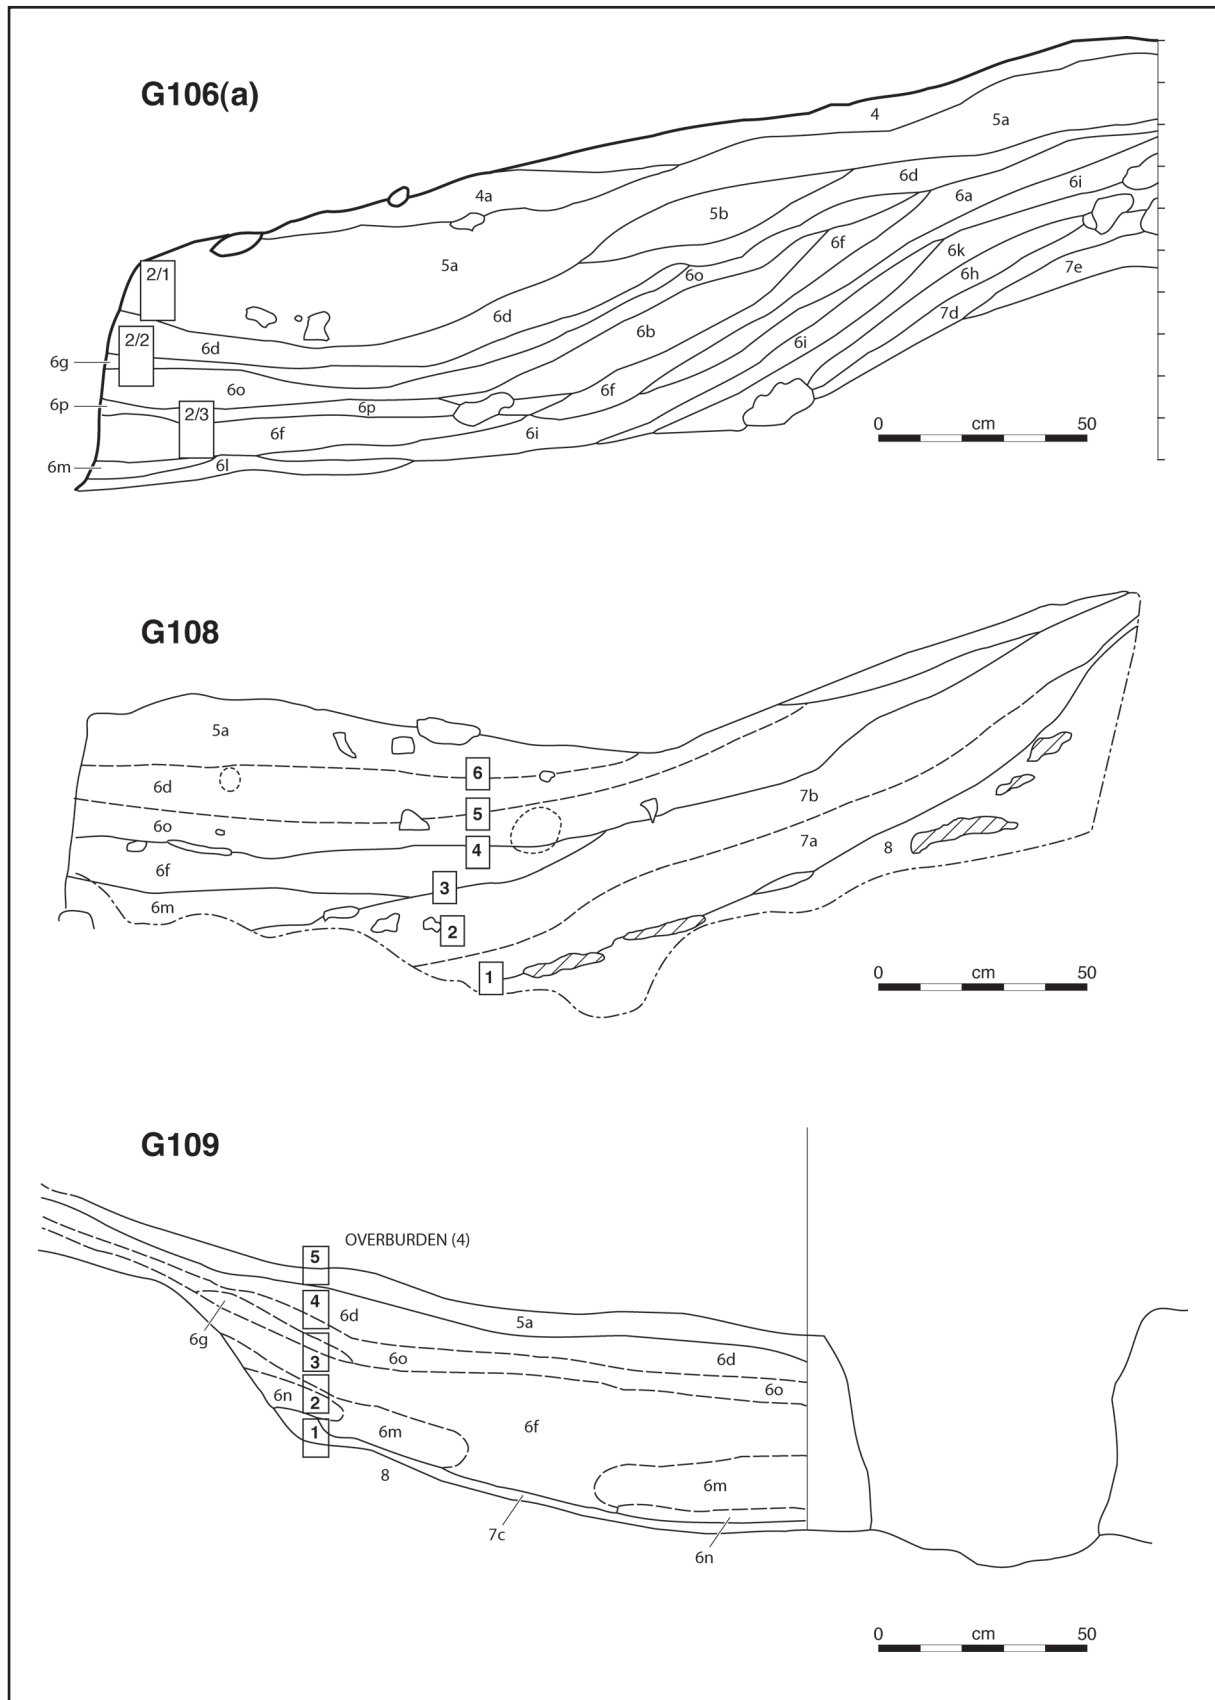 G106(a)
4
5a
4a
6d
6i
6a
5b
5a
6f
6k
6o
6h
7e
2/1
6d
7d
6b
2/2
6d
6i
6g
6o
6f
6p
6p
2/3
6f
6i
0 cm 50
6m
6l
G108
5a
6
6d
5
7b
6o
4
7a
8
6f
3
6m
2
1
0 cm 50
G109
OVERBURDEN (4)
5
4
6d
5a
6g
3
6o
6d
6o
6n
2
6m
6f
1
8
6m
7c
6n
0 cm 50